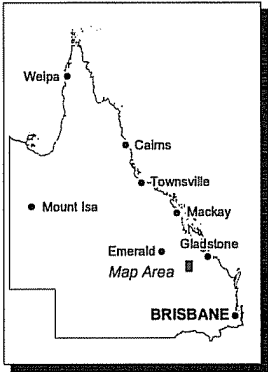 Weipa
Cairns
Townsville
Mount Isa
Mackay
Gladstone
Emerald
Map Area
BRISBANE